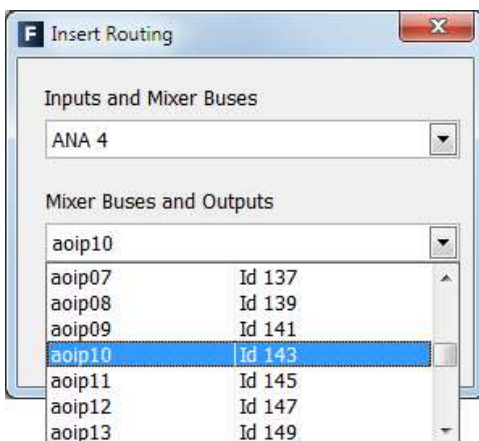 F Insert Routing
Inputs and Mixer Buses
ANA 4
Mixer Buses and Outputs
aoip10
aoip07 Id 137
aoip08 Id 139
aoip09 Id 141
aoip10 Id 143
aoip11 Id 145
aoip12 Id 147
aoip13 Id 149